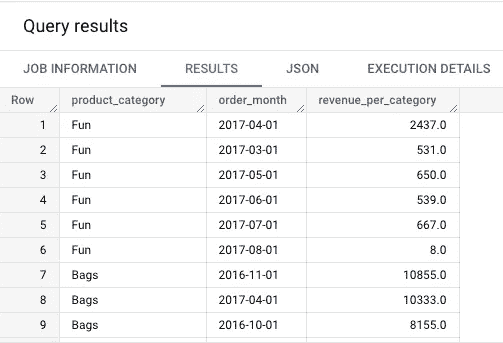 Query results
JOB INFORMATION RESULTS JSON EXECUTION DETAILS
Row product_category order_month revenue_per_category
1 Fun 2017-04-01 2437.0
2 Fun 2017-03-01 531.0
3 Fun 2017-05-01 650.0
4 Fun 2017-06-01 539.0
5 Fun 2017-07-01 667.0
6 Fun 2017-08-01 8.0
7 Bags 2016-11-01 10855.0
8 Bags 2017-04-01 10333.0
9 Bags 2016-10-01 8155.0